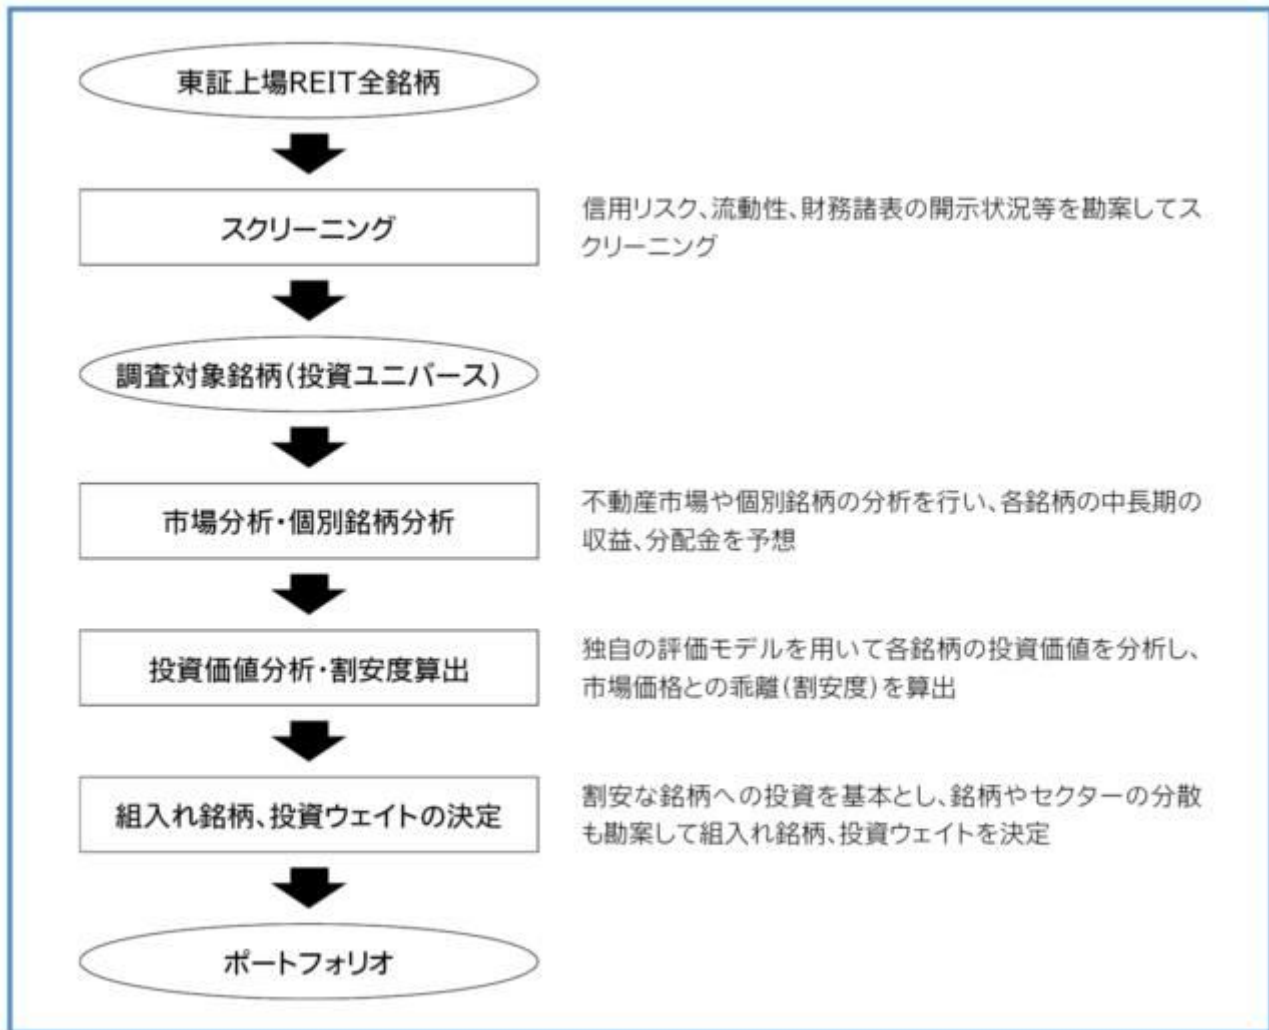 東証上場REIT全銘柄
スクリーニング
信用リスク、流動性、財務諸表の開示状況等を勘案してス
クリーニング
調査対象銘柄(投資ユニバース)
市場分析・個別銘柄分析
不動産市場や個別銘柄の分析を行い、各銘柄の中長期の
収益、分配金を予想
投資価値分析・割安度算出
独自の評価モデルを用いて各銘柄の投資価値を分析し、
市場価格との乖離(割安度)を算出
組入れ銘柄、投資ウェイトの決定
割安な銘柄への投資を基本とし、銘柄やセクターの分散
も勘案して組入れ銘柄、投資ウェイトを決定
ポートフォリオ